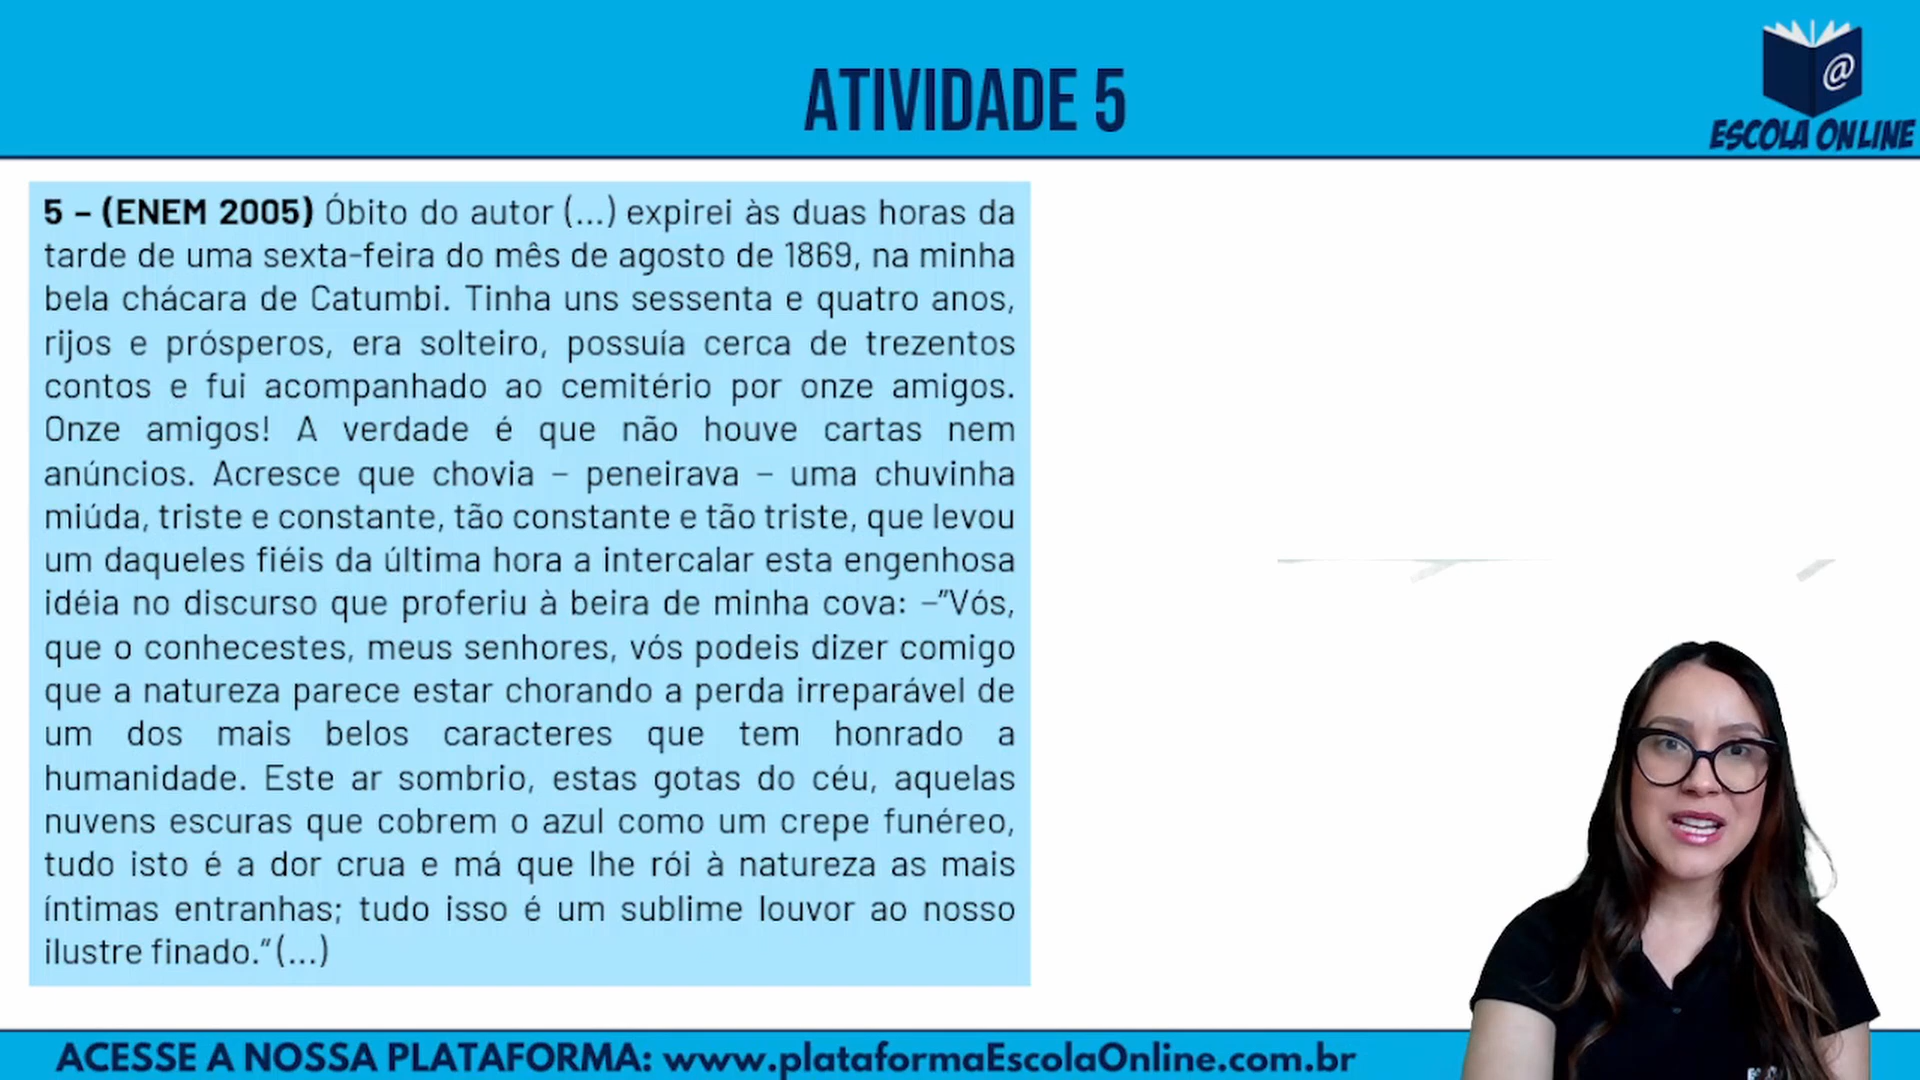 ATIVIDADE 5
@
ESCOLA ONLINE
5 – (ENEM 2005) Óbito do autor (...) expirei às duas horas da
tarde de uma sexta-feira do mês de agosto de 1869, na minha
bela chácara de Catumbi. Tinha uns sessenta e quatro anos,
rijos e prósperos, era solteiro, possuía cerca de trezentos
contos e fui acompanhado ao cemitério por onze amigos.
Onze amigos! A verdade é que não houve cartas nem
anúncios. Acresce que chovia – peneirava – uma chuvinha
miúda, triste e constante, tão constante e tão triste, que levou
um daqueles fiéis da última hora a intercalar esta engenhosa
idéia no discurso que proferiu à beira de minha cova: –"Vós,
que o conhecestes, meus senhores, vós podeis dizer comigo
que a natureza parece estar chorando a perda irreparável de
um dos mais belos caracteres que tem honrado a
humanidade. Este ar sombrio, estas gotas do céu, aquelas
nuvens escuras que cobrem o azul como um crepe funéreo,
tudo isto é a dor crua e má que lhe rói à natureza as mais
íntimas entranhas; tudo isso é um sublime louvor ao nosso
ilustre finado." (...)
ACESSE A NOSSA PLATAFORMA: www.plataformaEscolaOnline.com.br